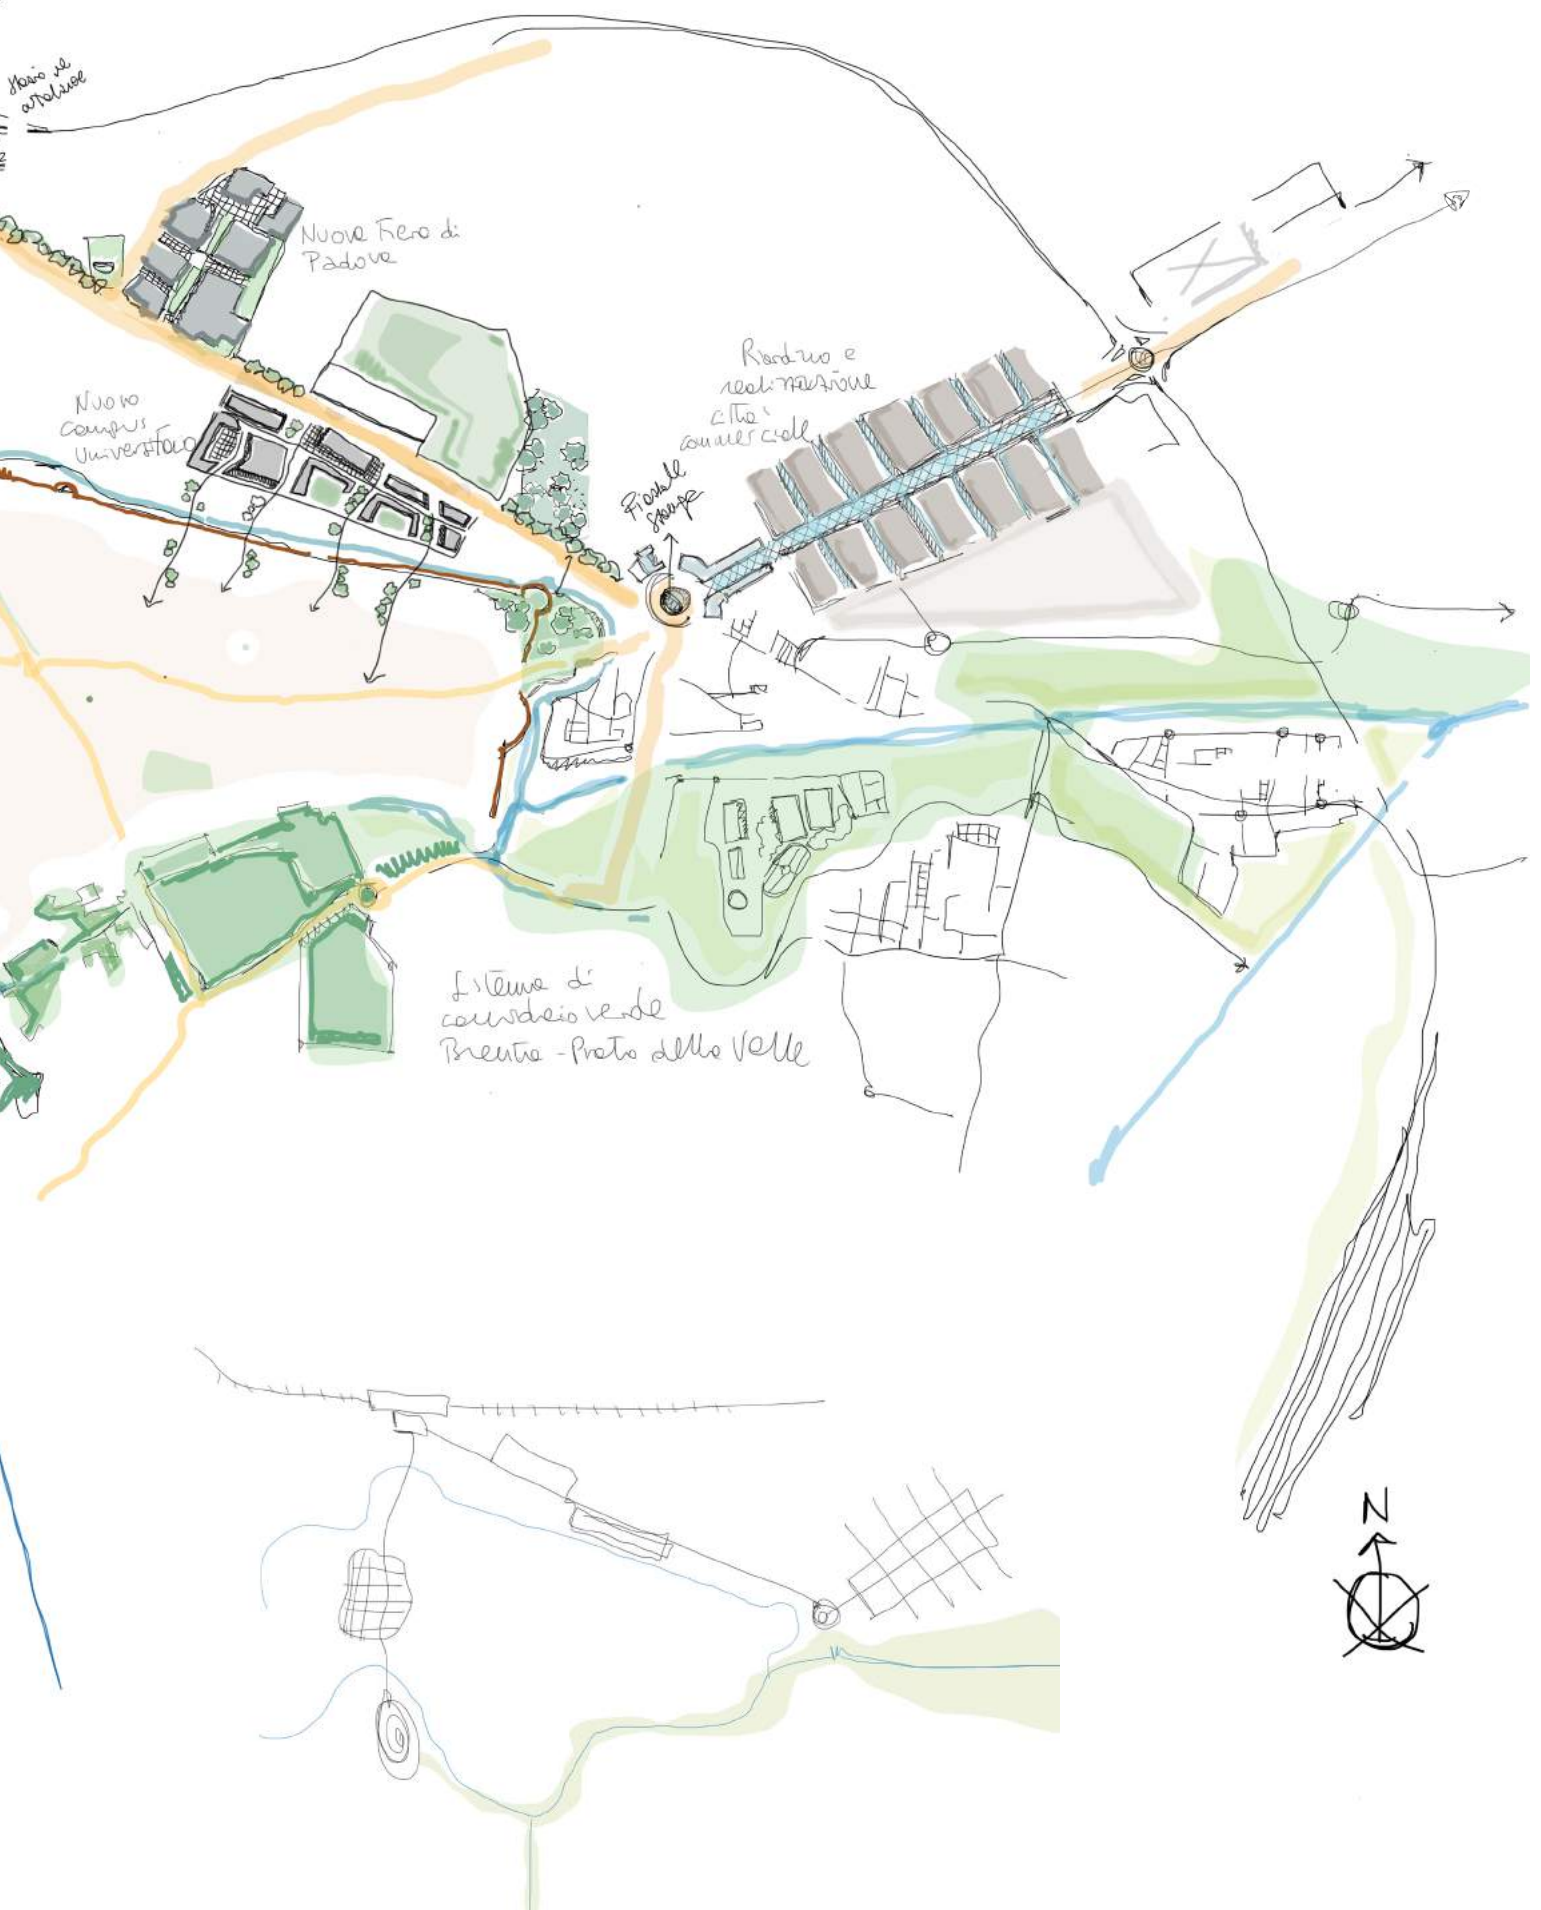 Nuova Fiera di
Padova
Nuovo
campus
Universitario
Riordino e
realizzazione
città
commerciale
Piazzale
Stanga
Sistema di
corridoio verde
Brenta - Prato della Valle
N